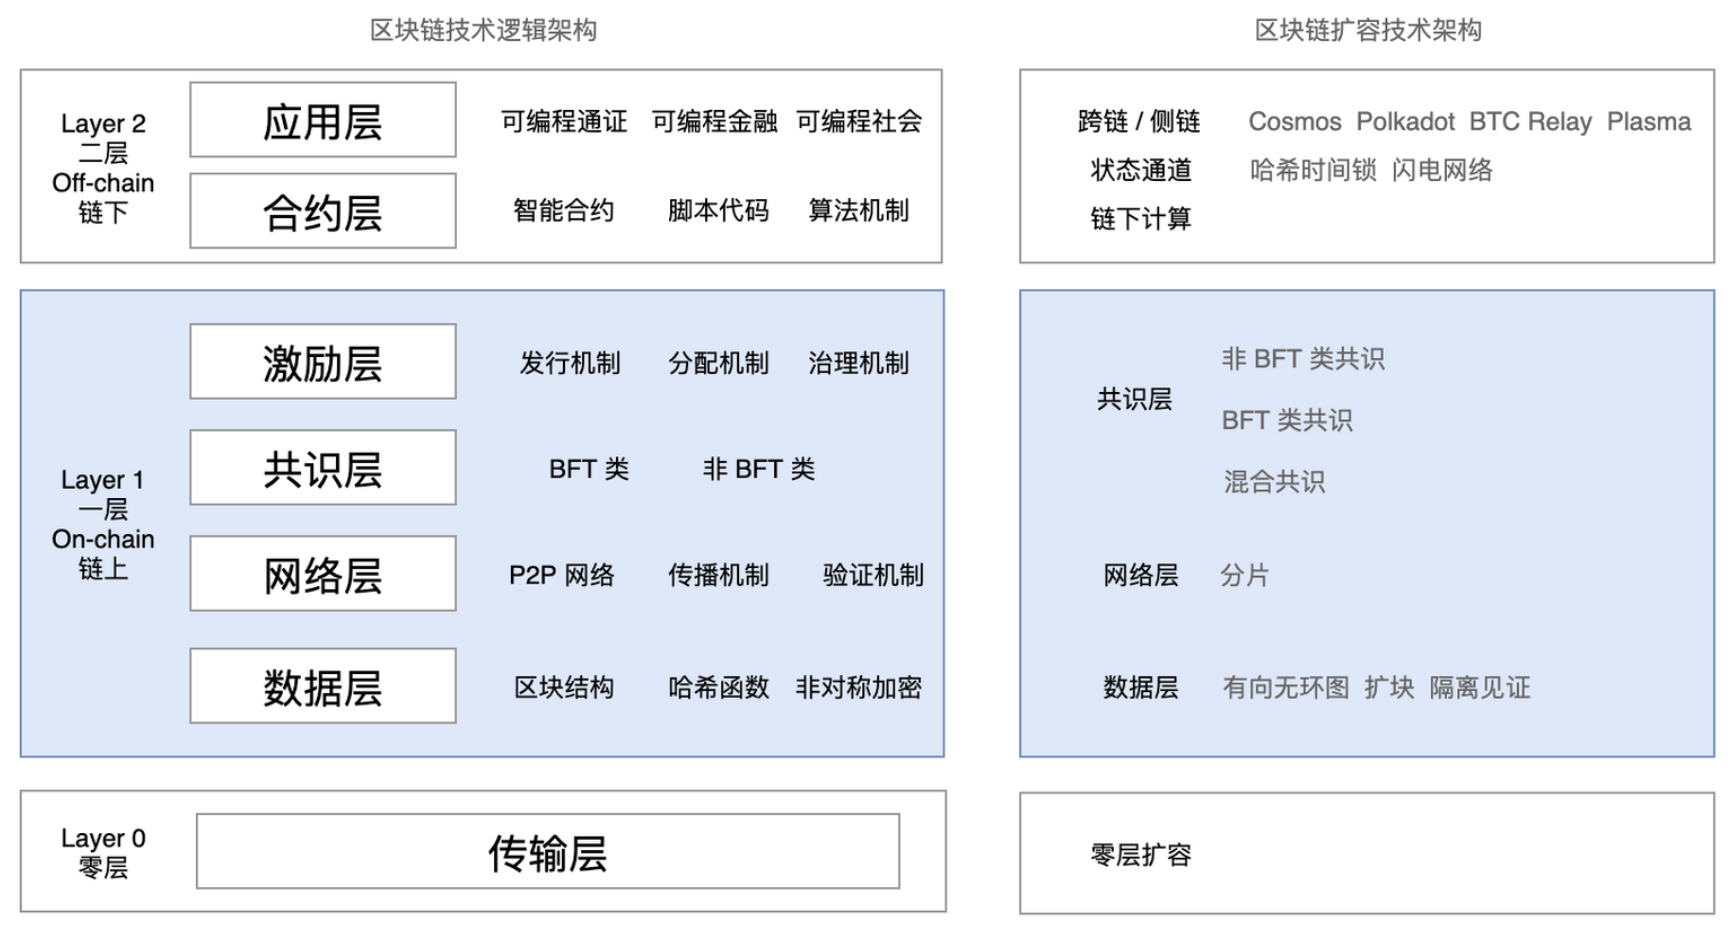 区块链技术逻辑架构
Layer 2
二层
Off-chain
链下
应用层
可编程通证 可编程金融 可编程社会
合约层
智能合约 脚本代码 算法机制
Layer 1
一层
On-chain
链上
激励层
发行机制 分配机制 治理机制
共识层
BFT 类 非 BFT 类
网络层
P2P 网络 传播机制 验证机制
数据层
区块结构 哈希函数 非对称加密
Layer 0
零层
传输层
区块链扩容技术架构
跨链 / 侧链 Cosmos Polkadot BTC Relay Plasma
状态通道 哈希时间锁 闪电网络
链下计算
共识层
非 BFT 类共识
BFT 类共识
混合共识
网络层 分片
数据层 有向无环图 扩块 隔离见证
零层扩容